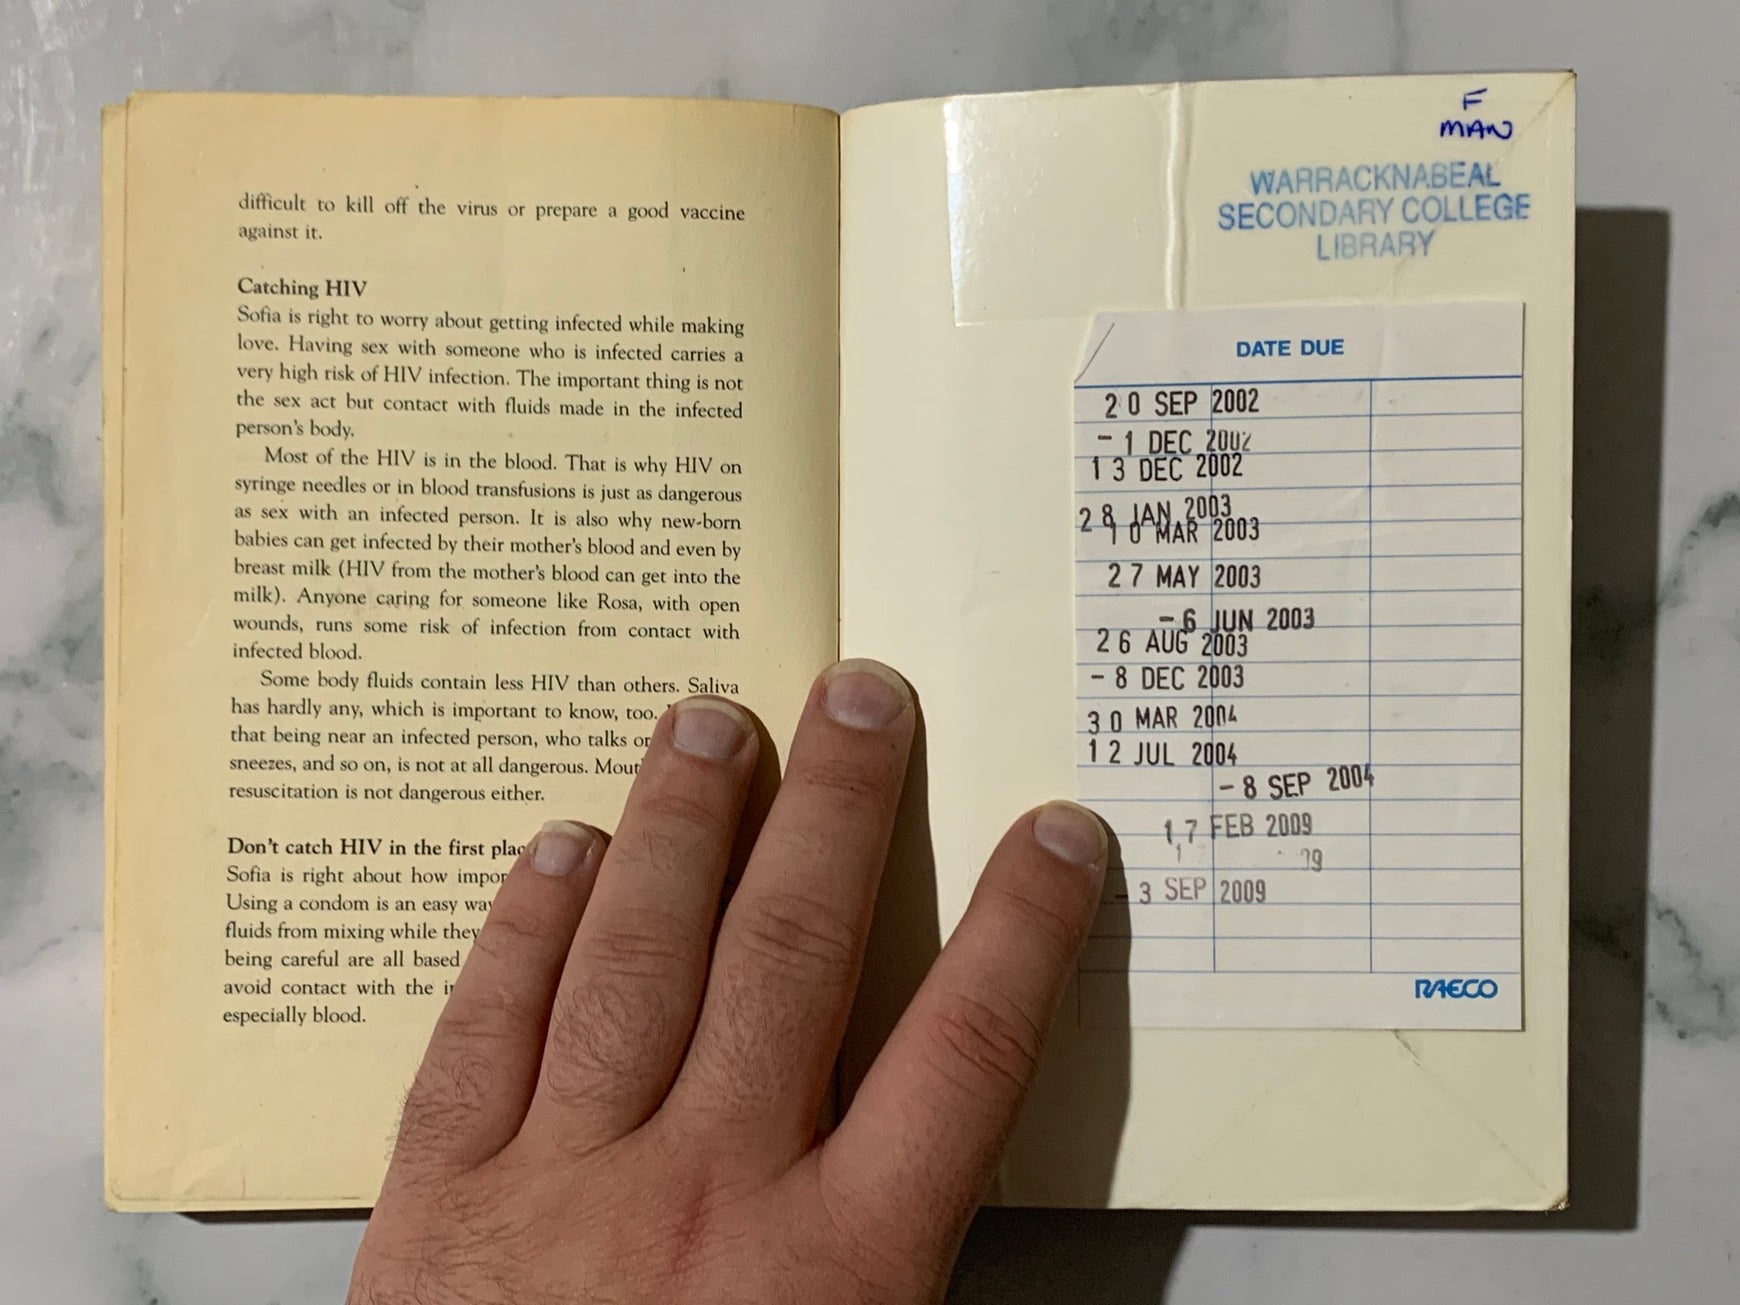 difficult to kill off the virus or prepare a good vaccine
against it.
Catching HIV
Sofia is right to worry about getting infected while making
love. Having sex with someone who is infected carries a
very high risk of HIV infection. The important thing is not
the sex act but contact with fluids made in the infected
person's body.
Most of the HIV is in the blood. That is why HIV on
syringe needles or in blood transfusions is just as dangerous
as sex with an infected person. It is also why new-born
babies can get infected by their mother's blood and even by
breast milk (HIV from the mother's blood can get into the
milk). Anyone caring for someone like Rosa, with open
wounds, runs some risk of infection from contact with
infected blood.
Some body fluids contain less HIV than others. Saliva
has hardly any, which is important to know, too.
that being near an infected person, who talks or
sneezes, and so on, is not at all dangerous.
resuscitation is not dangerous either.
Don't catch HIV in the first
Sofia is right about how
Using a condom is an easy
fluids from mixing while they
being careful are all based
avoid contact with the
especially blood.
F
MAN
WARRACKNABEAL
SECONDARY COLLEGE
LIBRARY
DATE DUE
20 SEP 2002
-1 DEC 2002
13 DEC 2002
28 JAN 2003
10 MAR 2003
27 MAY 2003
-6 JUN 2003
26 AUG 2003
-8 DEC 2003
30 MAR 2004
12 JUL 2004
-8 SEP 2004
17 FEB 2009
-3 SEP 2009
RAECO